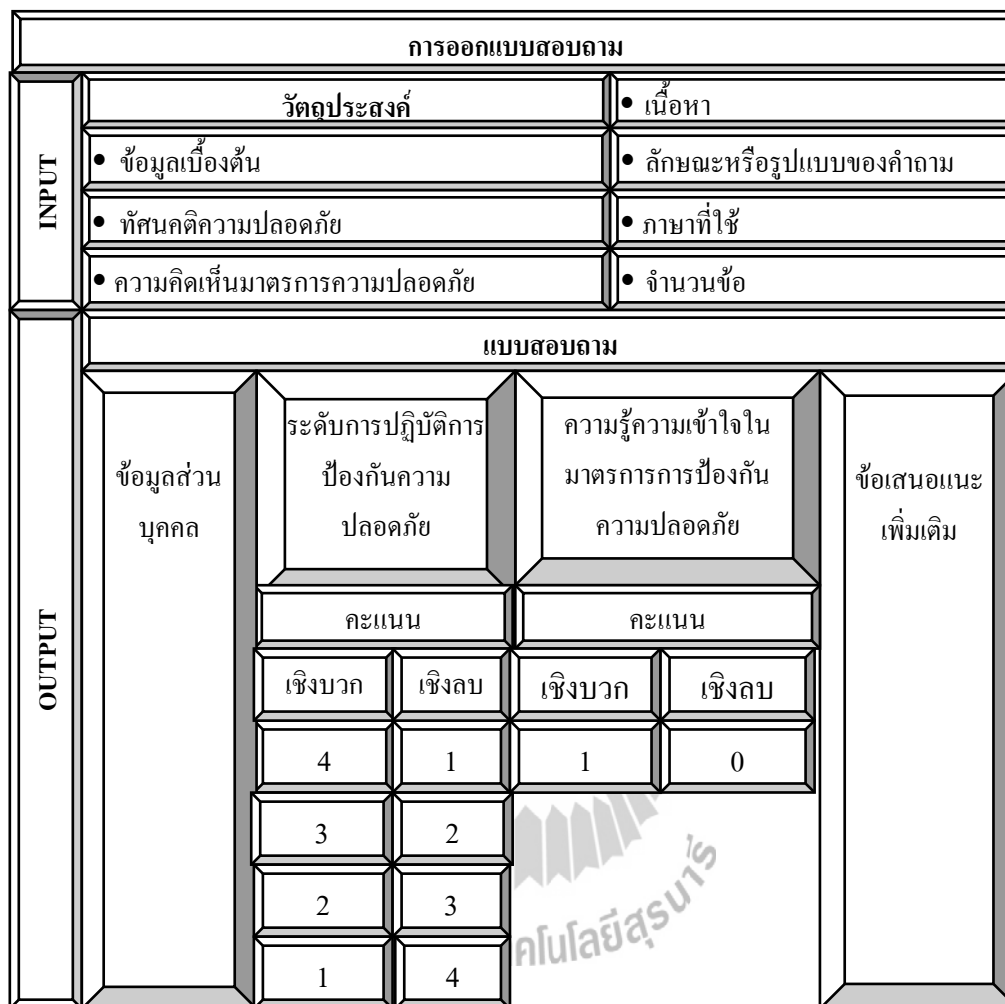 การออกแบบสอบถาม
INPUT
วัตถุประสงค์
• เนื้อหา
• ข้อมูลเบื้องต้น
• ลักษณะหรือรูปแบบของคำถาม
• ทัศนคติความปลอดภัย
• ภาษาที่ใช้
• ความคิดเห็นมาตรการความปลอดภัย
• จำนวนข้อ
OUTPUT
แบบสอบถาม
ข้อมูลส่วน
บุคคล
ระดับการปฏิบัติการ
ป้องกันความ
ปลอดภัย
ความรู้ความเข้าใจใน
มาตรการการป้องกัน
ความปลอดภัย
ข้อเสนอแนะ
เพิ่มเติม
คะแนน
คะแนน
เชิงบวก
เชิงลบ
เชิงบวก
เชิงลบ
4
1
1
0
3
2
2
3
1
4
คโนโลยีสุรนารี